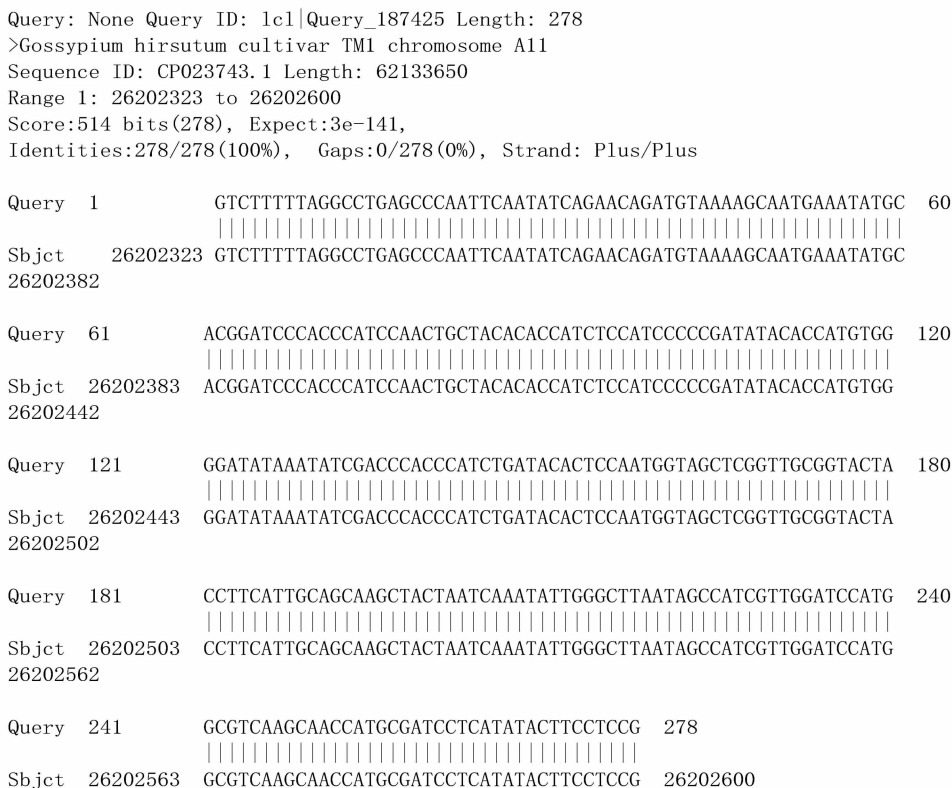 Query: None Query ID: lcl|Query_187425 Length: 278
>Gossypium hirsutum cultivar TM1 chromosome A11
Sequence ID: CP023743.1 Length: 62133650
Range 1: 26202323 to 26202600
Score:514 bits(278), Expect:3e-141,
Identities:278/278(100%), Gaps:0/278(0%), Strand: Plus/Plus
Query 1 GTCTTTTTAGGCCTGAGCCCAATTCAATATCAGAACAGATGTAAAAGCAATGAAATATGC 60
||||||||||||||||||||||||||||||||||||||||||||||||||||||||||||
Sbjct 26202323 GTCTTTTTAGGCCTGAGCCCAATTCAATATCAGAACAGATGTAAAAGCAATGAAATATGC
26202382
Query 61 ACGGATCCCACCCATCCAACTGCTACACACCATCTCCATCCCCCGATATACACCATGTGG 120
||||||||||||||||||||||||||||||||||||||||||||||||||||||||||||
Sbjct 26202383 ACGGATCCCACCCATCCAACTGCTACACACCATCTCCATCCCCCGATATACACCATGTGG
26202442
Query 121 GGATATAAATATCGACCCACCCATCTGATACACTCCAATGGTAGCTCGGTTGCGGTACTA 180
||||||||||||||||||||||||||||||||||||||||||||||||||||||||||||
Sbjct 26202443 GGATATAAATATCGACCCACCCATCTGATACACTCCAATGGTAGCTCGGTTGCGGTACTA
26202502
Query 181 CCTTCATTGCAGCAAGCTACTAATCAAATATTGGGCTTAATAGCCATCGTTGGATCCATG 240
||||||||||||||||||||||||||||||||||||||||||||||||||||||||||||
Sbjct 26202503 CCTTCATTGCAGCAAGCTACTAATCAAATATTGGGCTTAATAGCCATCGTTGGATCCATG
26202562
Query 241 GCGTCAAGCAACCATGCGATCCTCATATACTTCCTCCG 278
||||||||||||||||||||||||||||||||||||||
Sbjct 26202563 GCGTCAAGCAACCATGCGATCCTCATATACTTCCTCCG 26202600